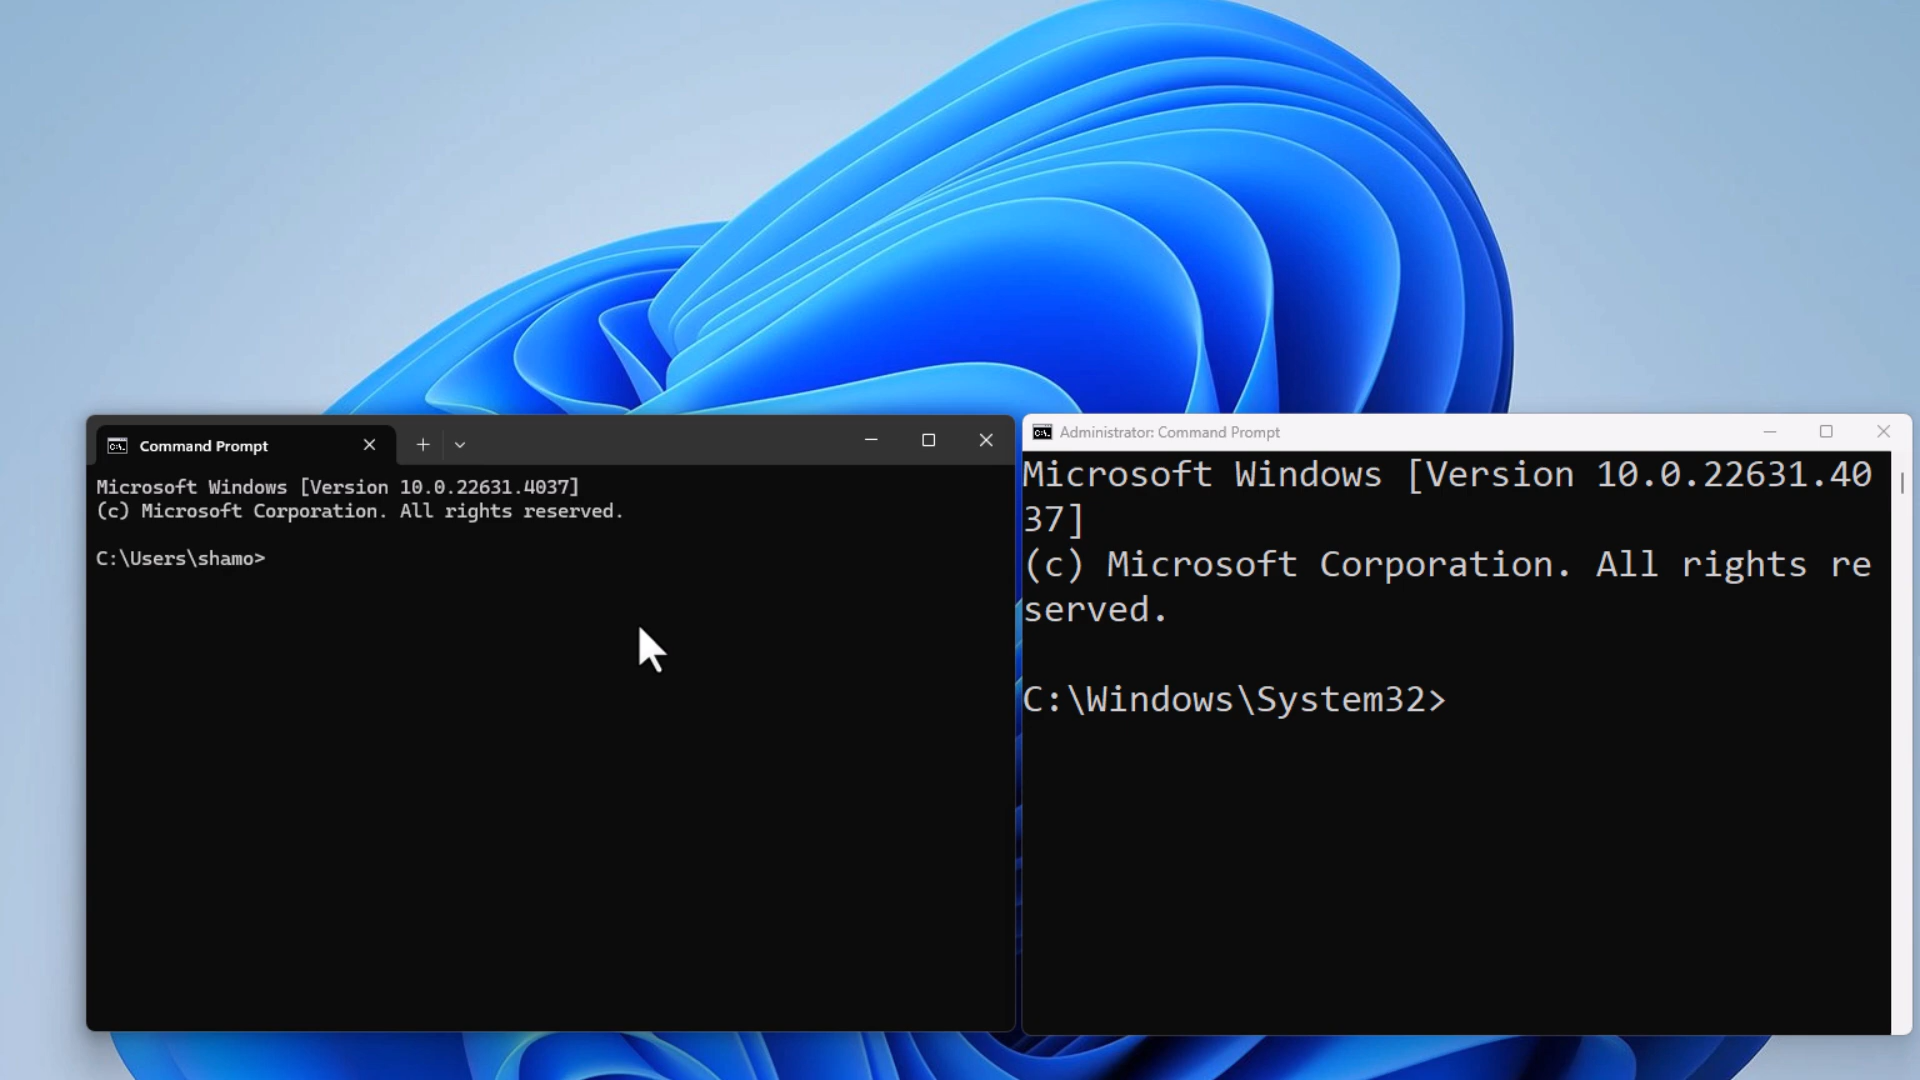 Command Prompt
Microsoft Windows [Version 10.0.22631.4037]
(c) Microsoft Corporation. All rights reserved.
C:\Users\shamo>
Administrator: Command Prompt
Microsoft Windows [Version 10.0.22631.40
37]
(c) Microsoft Corporation. All rights re
served.
C:\Windows\System32>